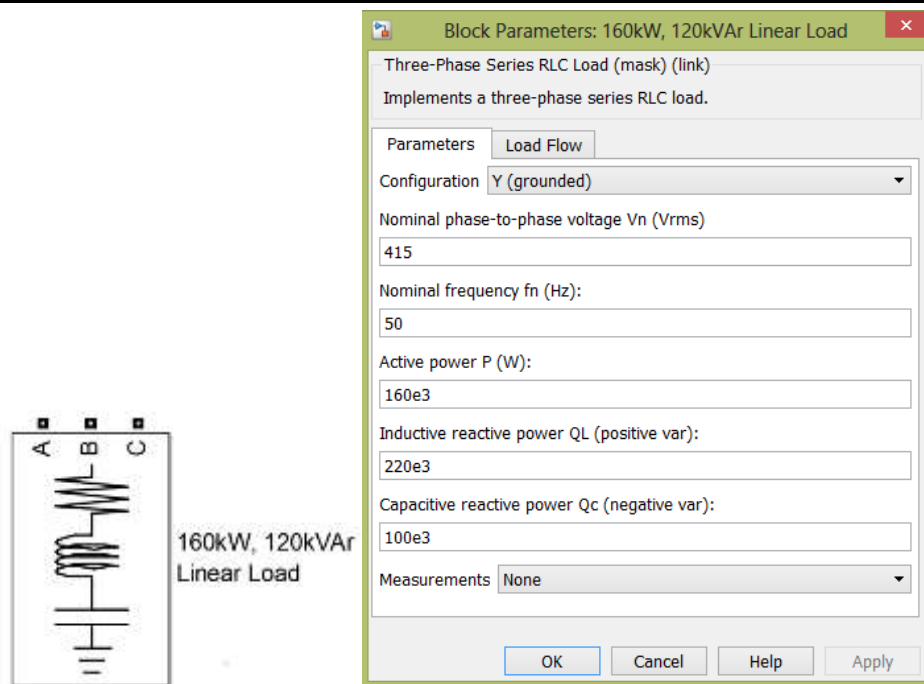 Block Parameters: 160kW, 120kVAr Linear Load
Three-Phase Series RLC Load (mask) (link)
Implements a three-phase series RLC load.
Parameters Load Flow
Configuration Y (grounded)
Nominal phase-to-phase voltage Vn (Vrms)
415
Nominal frequency fn (Hz):
50
Active power P (W):
160e3
Inductive reactive power QL (positive var):
220e3
Capacitive reactive power Qc (negative var):
100e3
Measurements None
OK Cancel Help Apply
A B C
160kW, 120kVAr
Linear Load